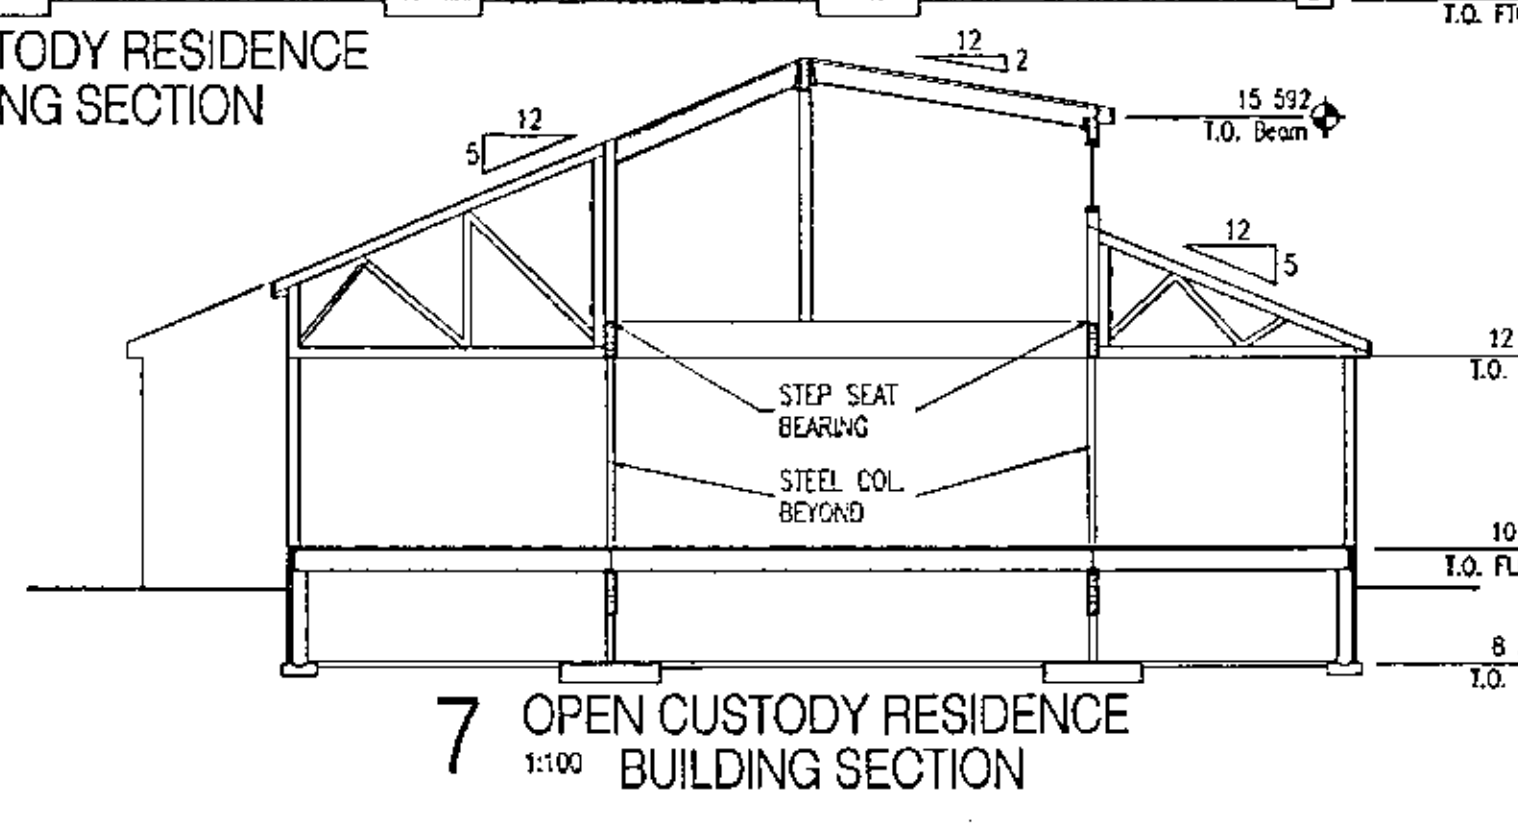 T.O. FT
TODY RESIDENCE
NG SECTION
12
2
15 592
T.O. Beam
12
5
12
5
12
T.O.
STEP SEAT
BEARING
STEEL COL.
BEYOND
10
T.O. FL
8
T.O.
7 OPEN CUSTODY RESIDENCE
1:100 BUILDING SECTION